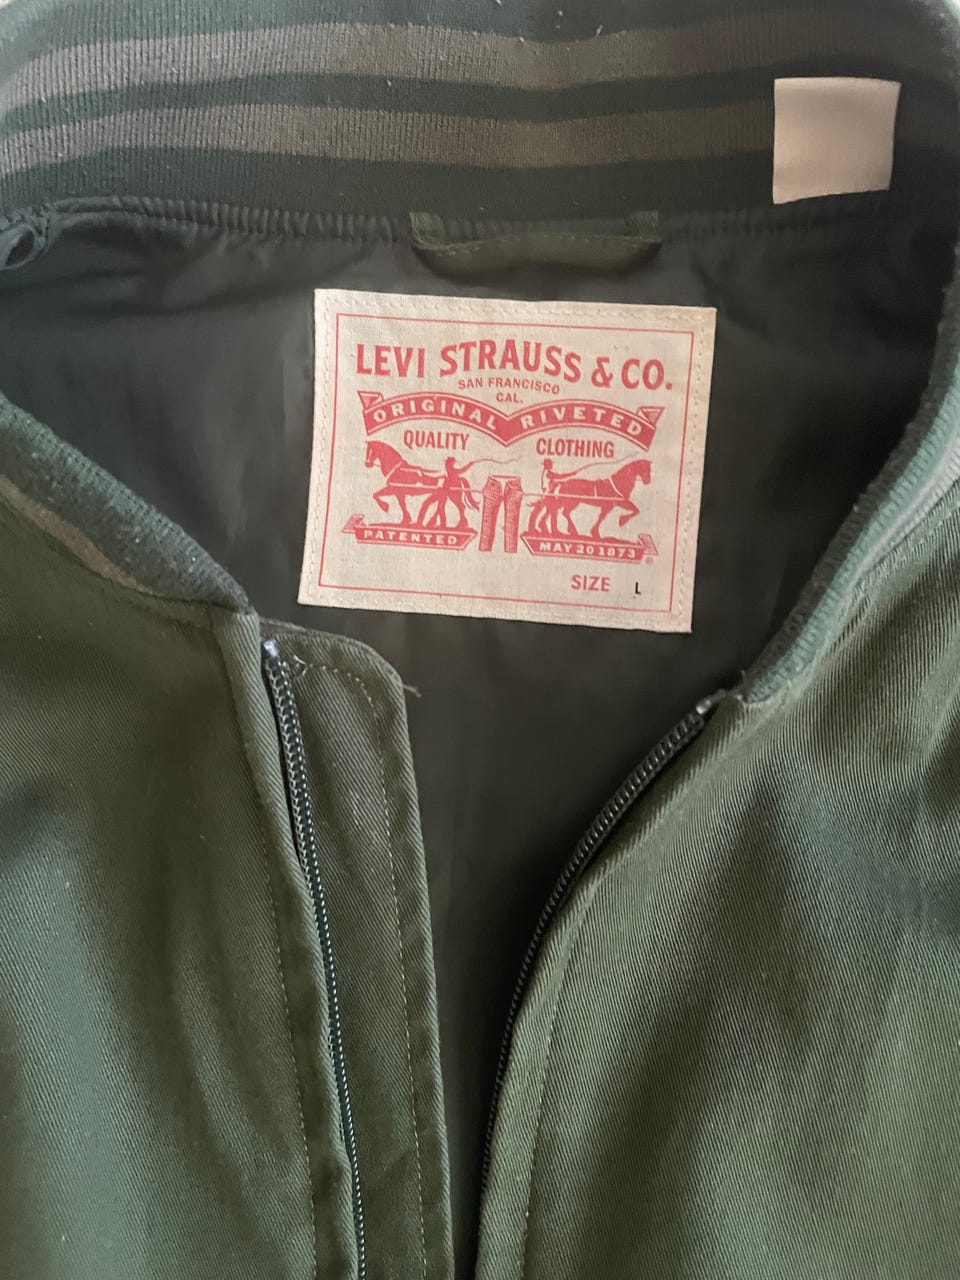 LEVI STRAUSS & CO.
SAN FRANCISCO
CAL.
ORIGINAL RIVETED
QUALITY CLOTHING
PATENTED MAY 20 1873 ®
SIZE L